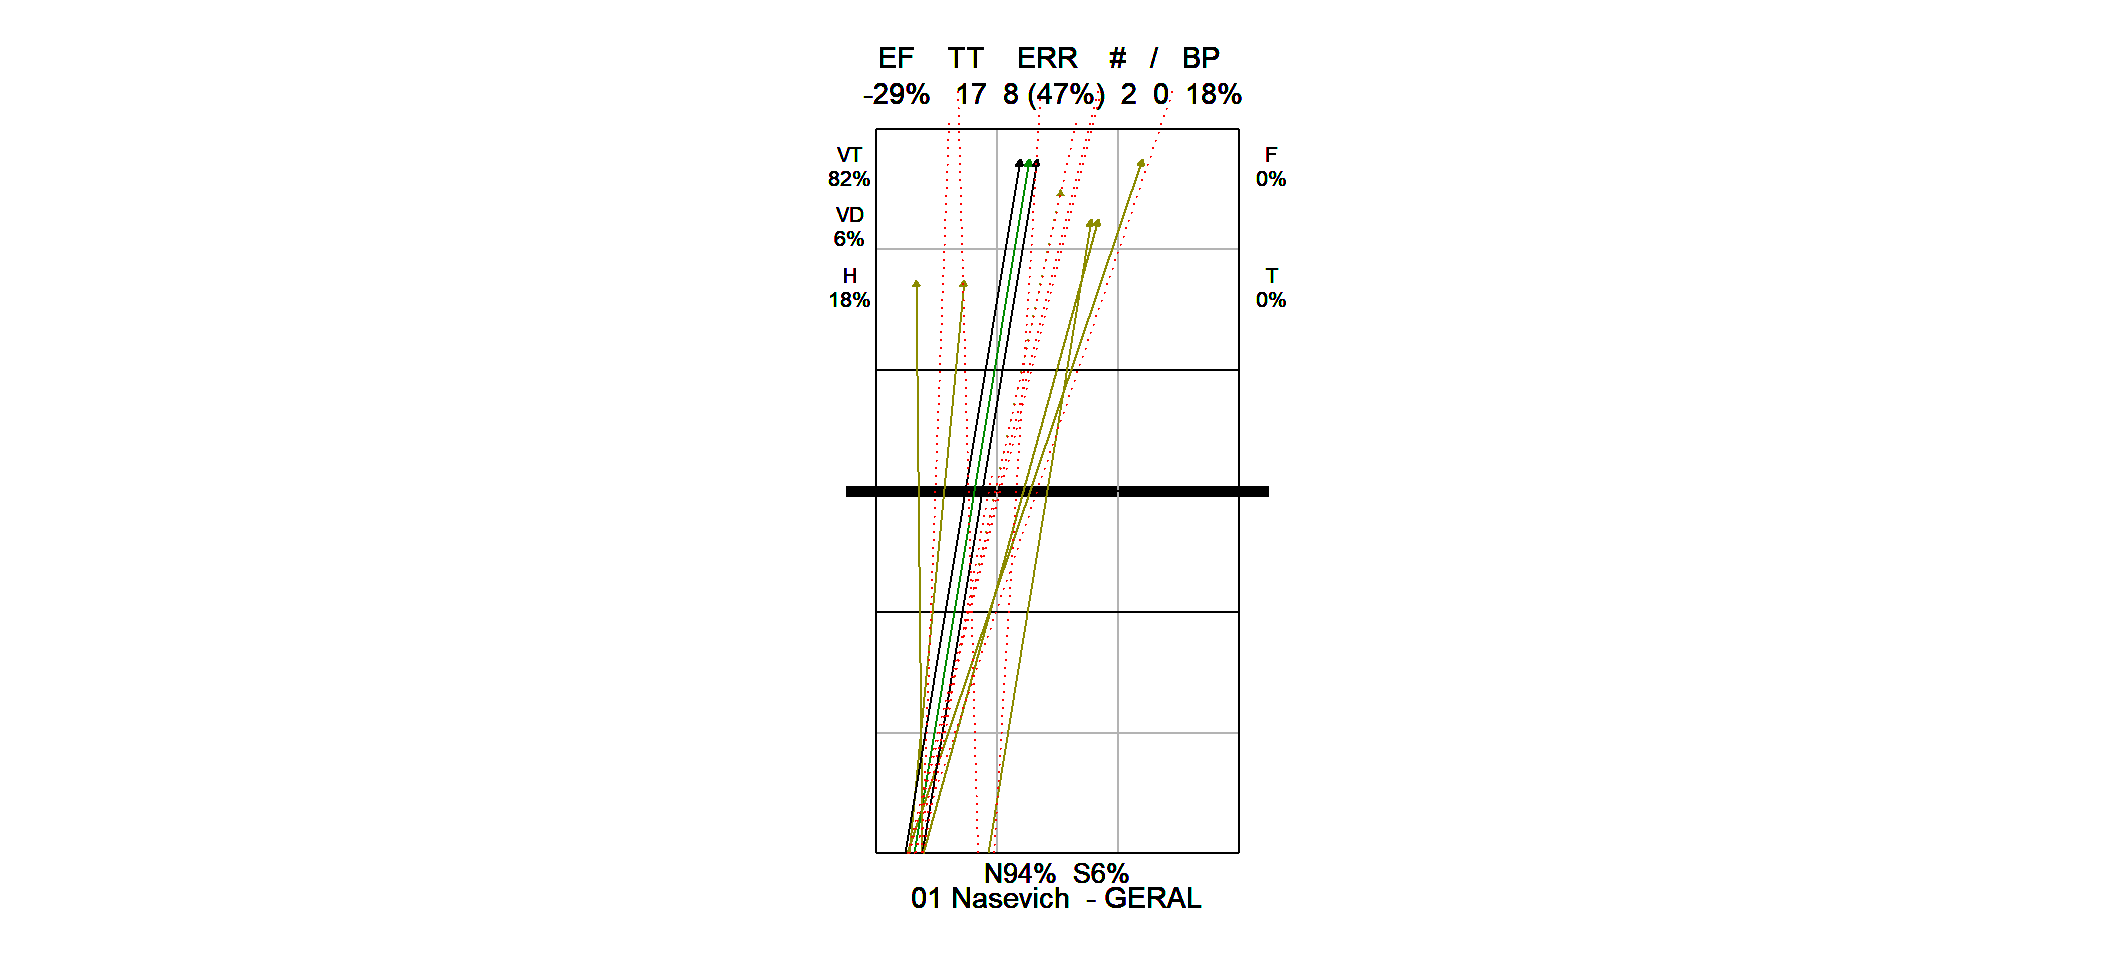 EF TT ERR # / BP
-29% 17 8 (47%) 2 0 18%
VT
82%
F
0%
VD
6%
H
18%
T
0%
N94% S6%
01 Nasevich - GERAL